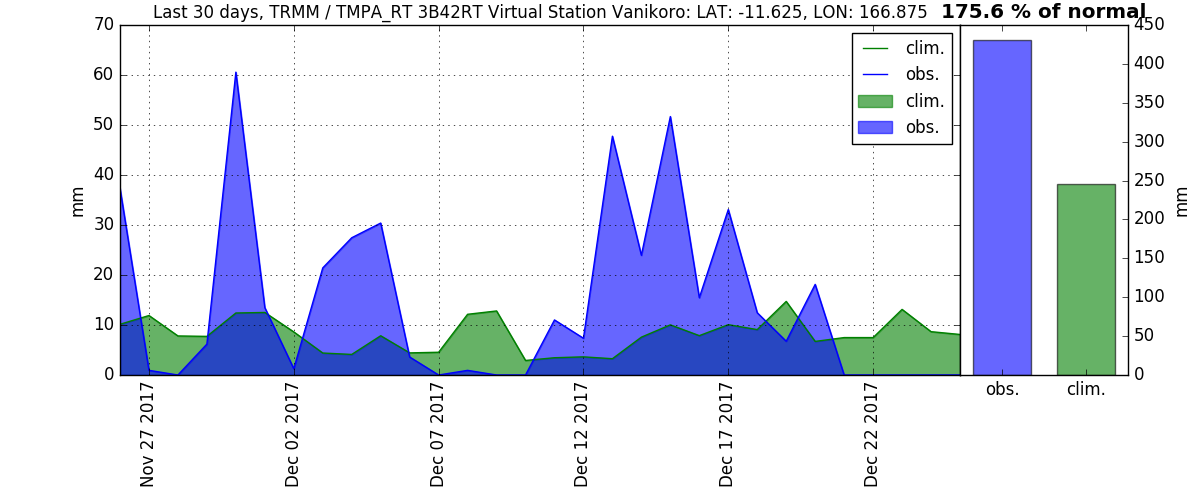 Last 30 days, TRMM / TMPA_RT 3B42RT Virtual Station Vanikoro: LAT: -11.625, LON: 166.875 175.6 % of normal
70
60
50
40
30
20
10
0
mm
clim.
obs.
clim.
obs.
Nov 27 2017
Dec 02 2017
Dec 07 2017
Dec 12 2017
Dec 17 2017
Dec 22 2017
450
400
350
300
250
200
150
100
50
0
mm
obs.
clim.